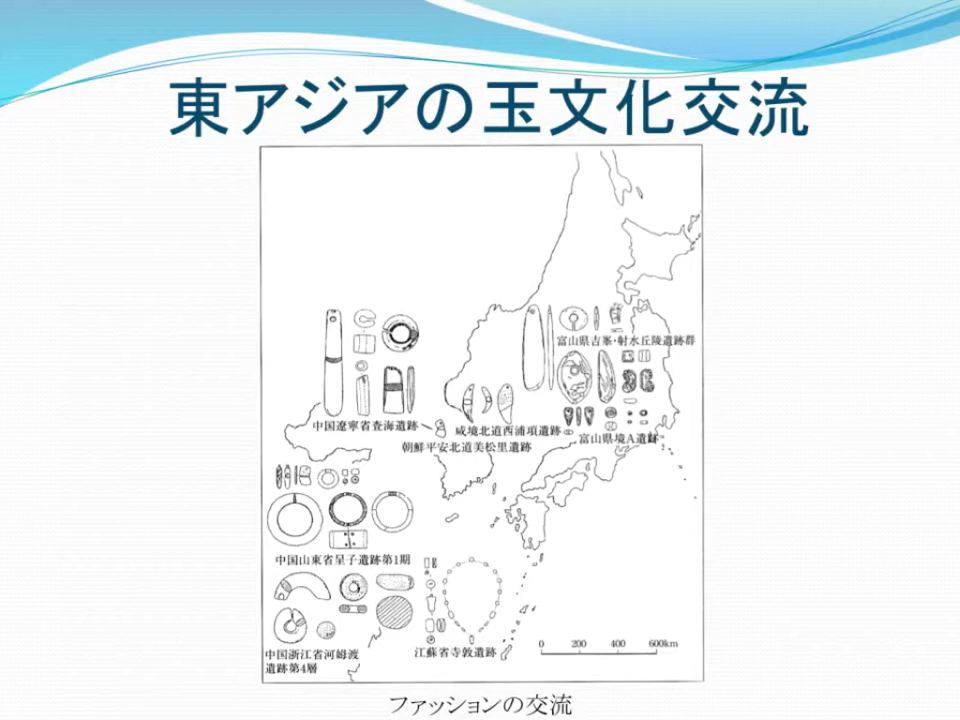 東アジアの玉文化交流
富山県吉峯・射水丘陵遺跡群
中国遼寧省査海遺跡
咸境北道西浦項遺跡
富山県境A遺跡
朝鮮平安北道美松里遺跡
中国山東省呈子遺跡第1期
中国浙江省河姆渡
遺跡第4層
江蘇省寺敦遺跡
0 200 400 600km
ファッションの交流